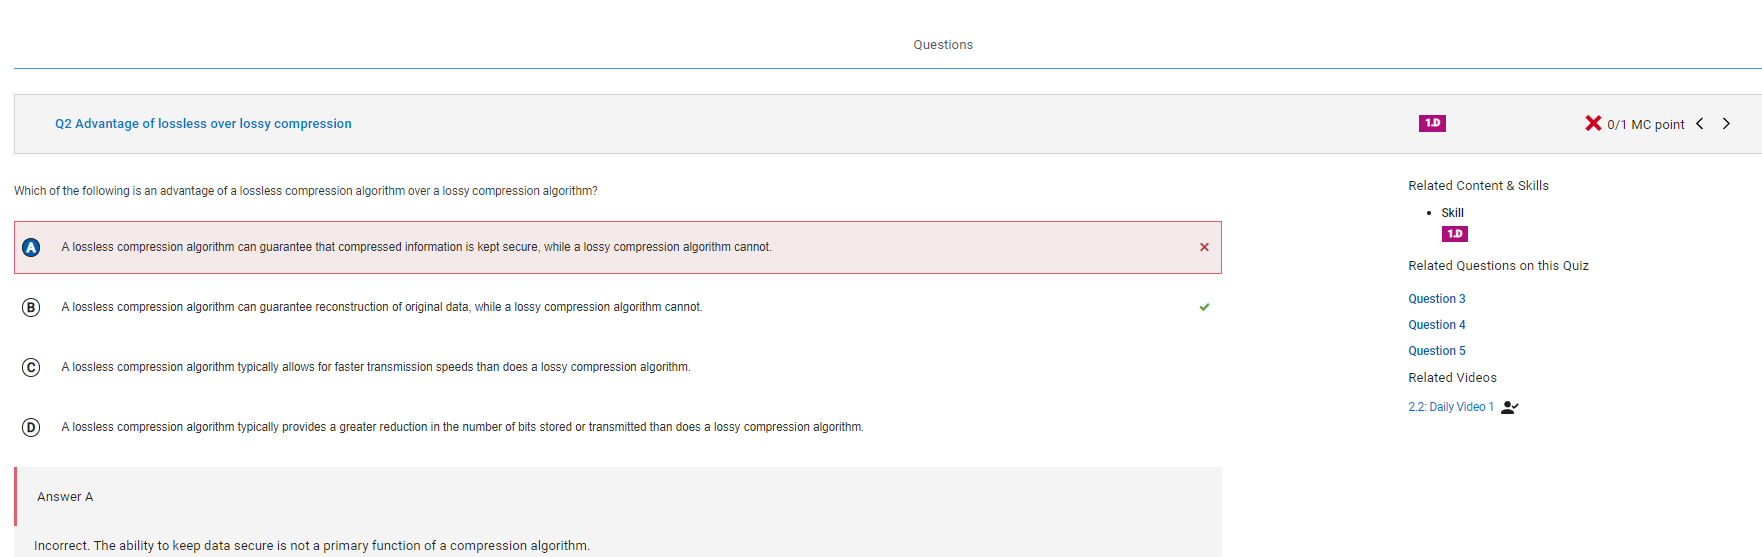 Questions
Q2 Advantage of lossless over lossy compression
1.D
0/1 MC point
Which of the following is an advantage of a lossless compression algorithm over a lossy compression algorithm?
A A lossless compression algorithm can guarantee that compressed information is kept secure, while a lossy compression algorithm cannot.
B A lossless compression algorithm can guarantee reconstruction of original data, while a lossy compression algorithm cannot.
C A lossless compression algorithm typically allows for faster transmission speeds than does a lossy compression algorithm.
D A lossless compression algorithm typically provides a greater reduction in the number of bits stored or transmitted than does a lossy compression algorithm.
Answer A
Incorrect. The ability to keep data secure is not a primary function of a compression algorithm.
Related Content & Skills
Skill
1.D
Related Questions on this Quiz
Question 3
Question 4
Question 5
Related Videos
2.2: Daily Video 1